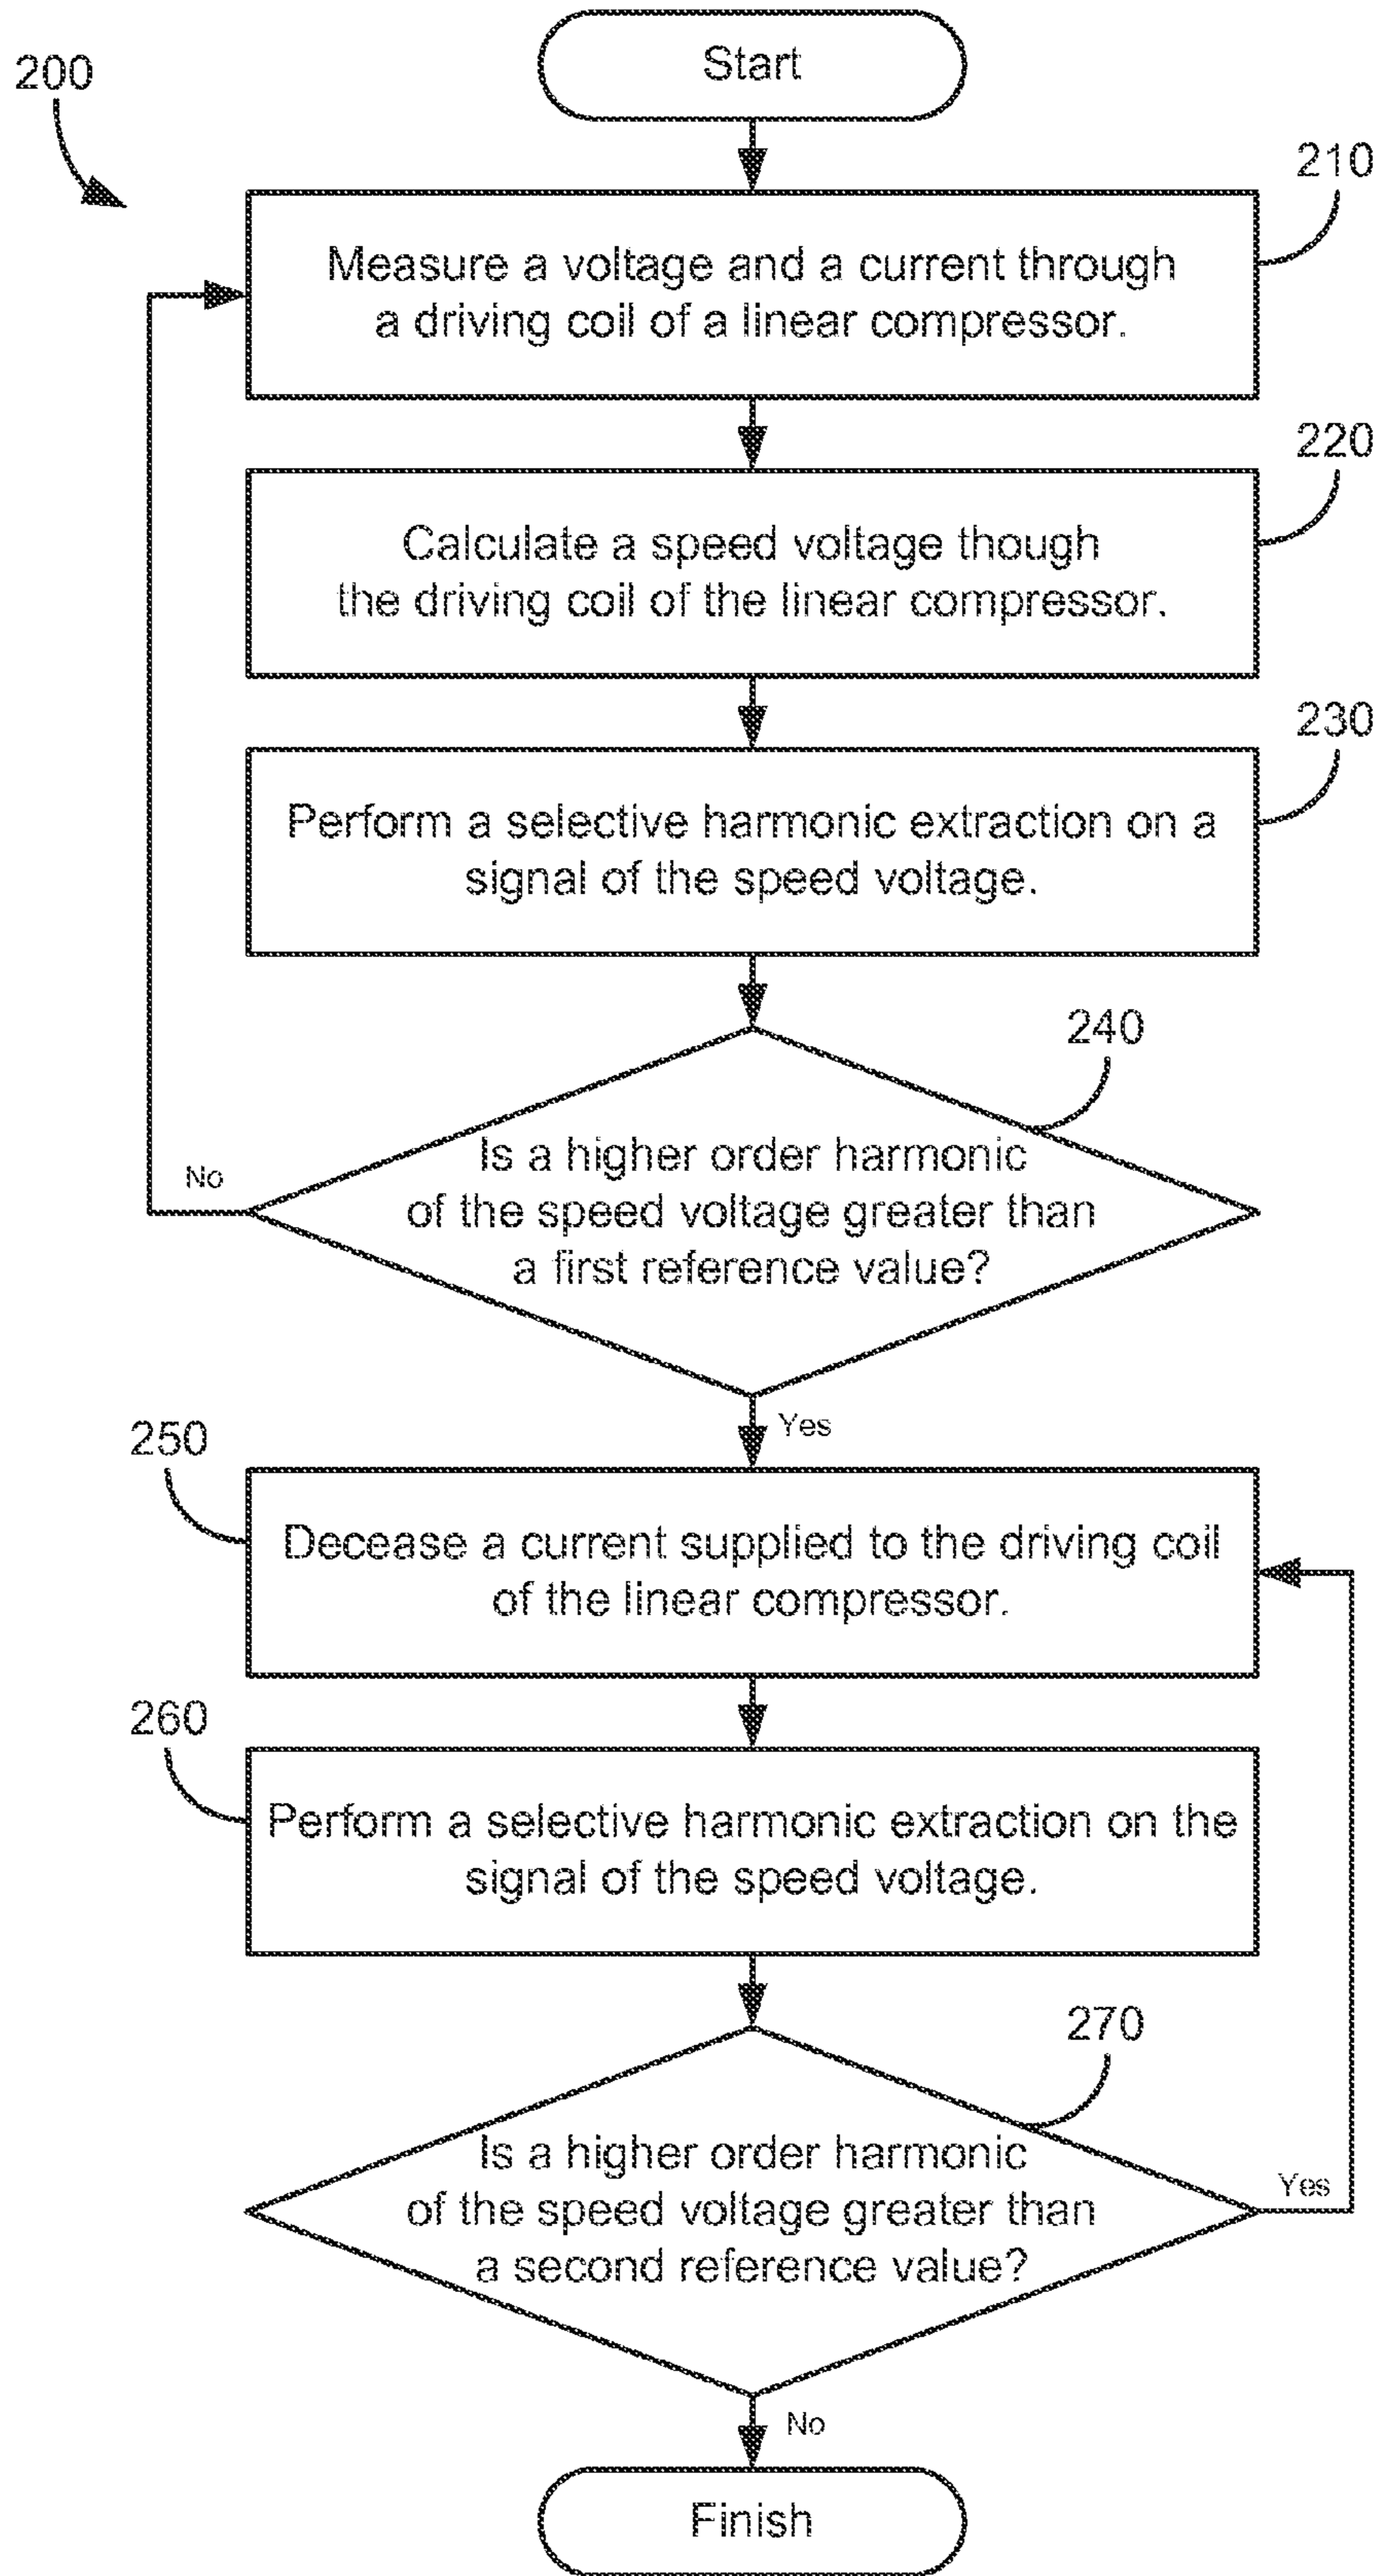 Start
200
210
Measure a voltage and a current through
a driving coil of a linear compressor.
220
Calculate a speed voltage though
the driving coil of the linear compressor.
230
Perform a selective harmonic extraction on a
signal of the speed voltage.
240
Is a higher order harmonic
of the speed voltage greater than
a first reference value?
No
Yes
250
Decease a current supplied to the driving coil
of the linear compressor.
260
Perform a selective harmonic extraction on the
signal of the speed voltage.
270
Is a higher order harmonic
of the speed voltage greater than
a second reference value?
Yes
No
Finish